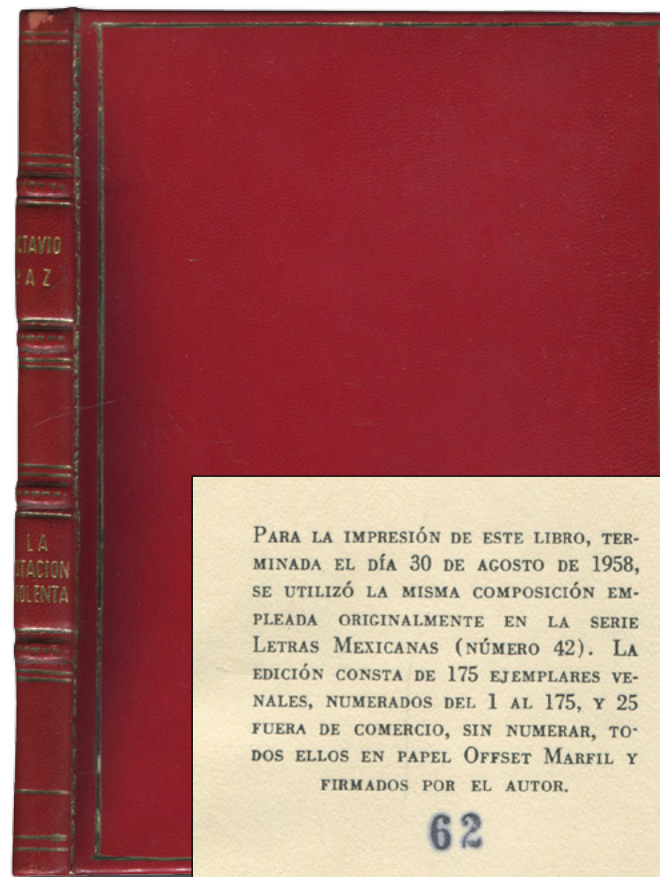 CTAVIO
PAZ
LA
TACION
OLENTA
PARA LA IMPRESIÓN DE ESTE LIBRO, TER-
MINADA EL DÍA 30 DE AGOSTO DE 1958,
SE UTILIZÓ LA MISMA COMPOSICIÓN EM-
PLEADA ORIGINALMENTE EN LA SERIE
LETRAS MEXICANAS (NÚMERO 42). LA
EDICIÓN CONSTA DE 175 EJEMPLARES VE-
NALES, NUMERADOS DEL 1 AL 175, Y 25
FUERA DE COMERCIO, SIN NUMERAR, TO-
DOS ELLOS EN PAPEL OFFSET MARFIL Y
FIRMADOS POR EL AUTOR.
62